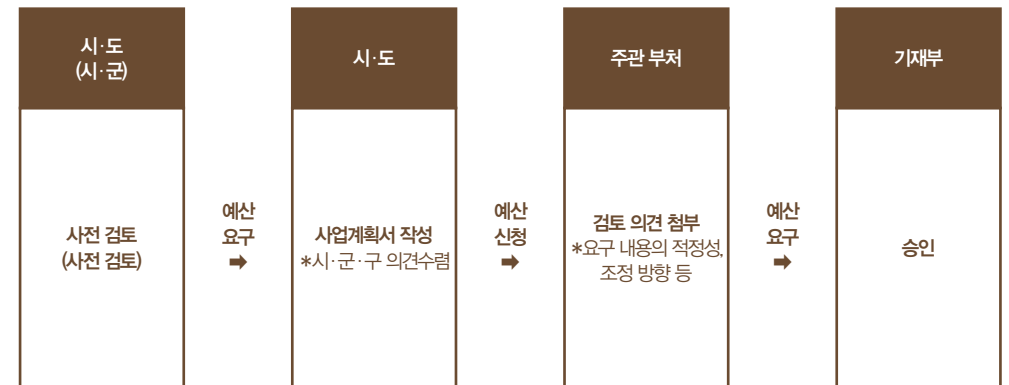 시·도
(시·군)
시·도
주관 부처
기재부
사전 검토
(사전 검토)
예산
요구
➡
사업계획서 작성
*시·군·구 의견수렴
예산
신청
➡
검토 의견 첨부
*요구 내용의 적정성,
조정 방향 등
예산
요구
➡
승인